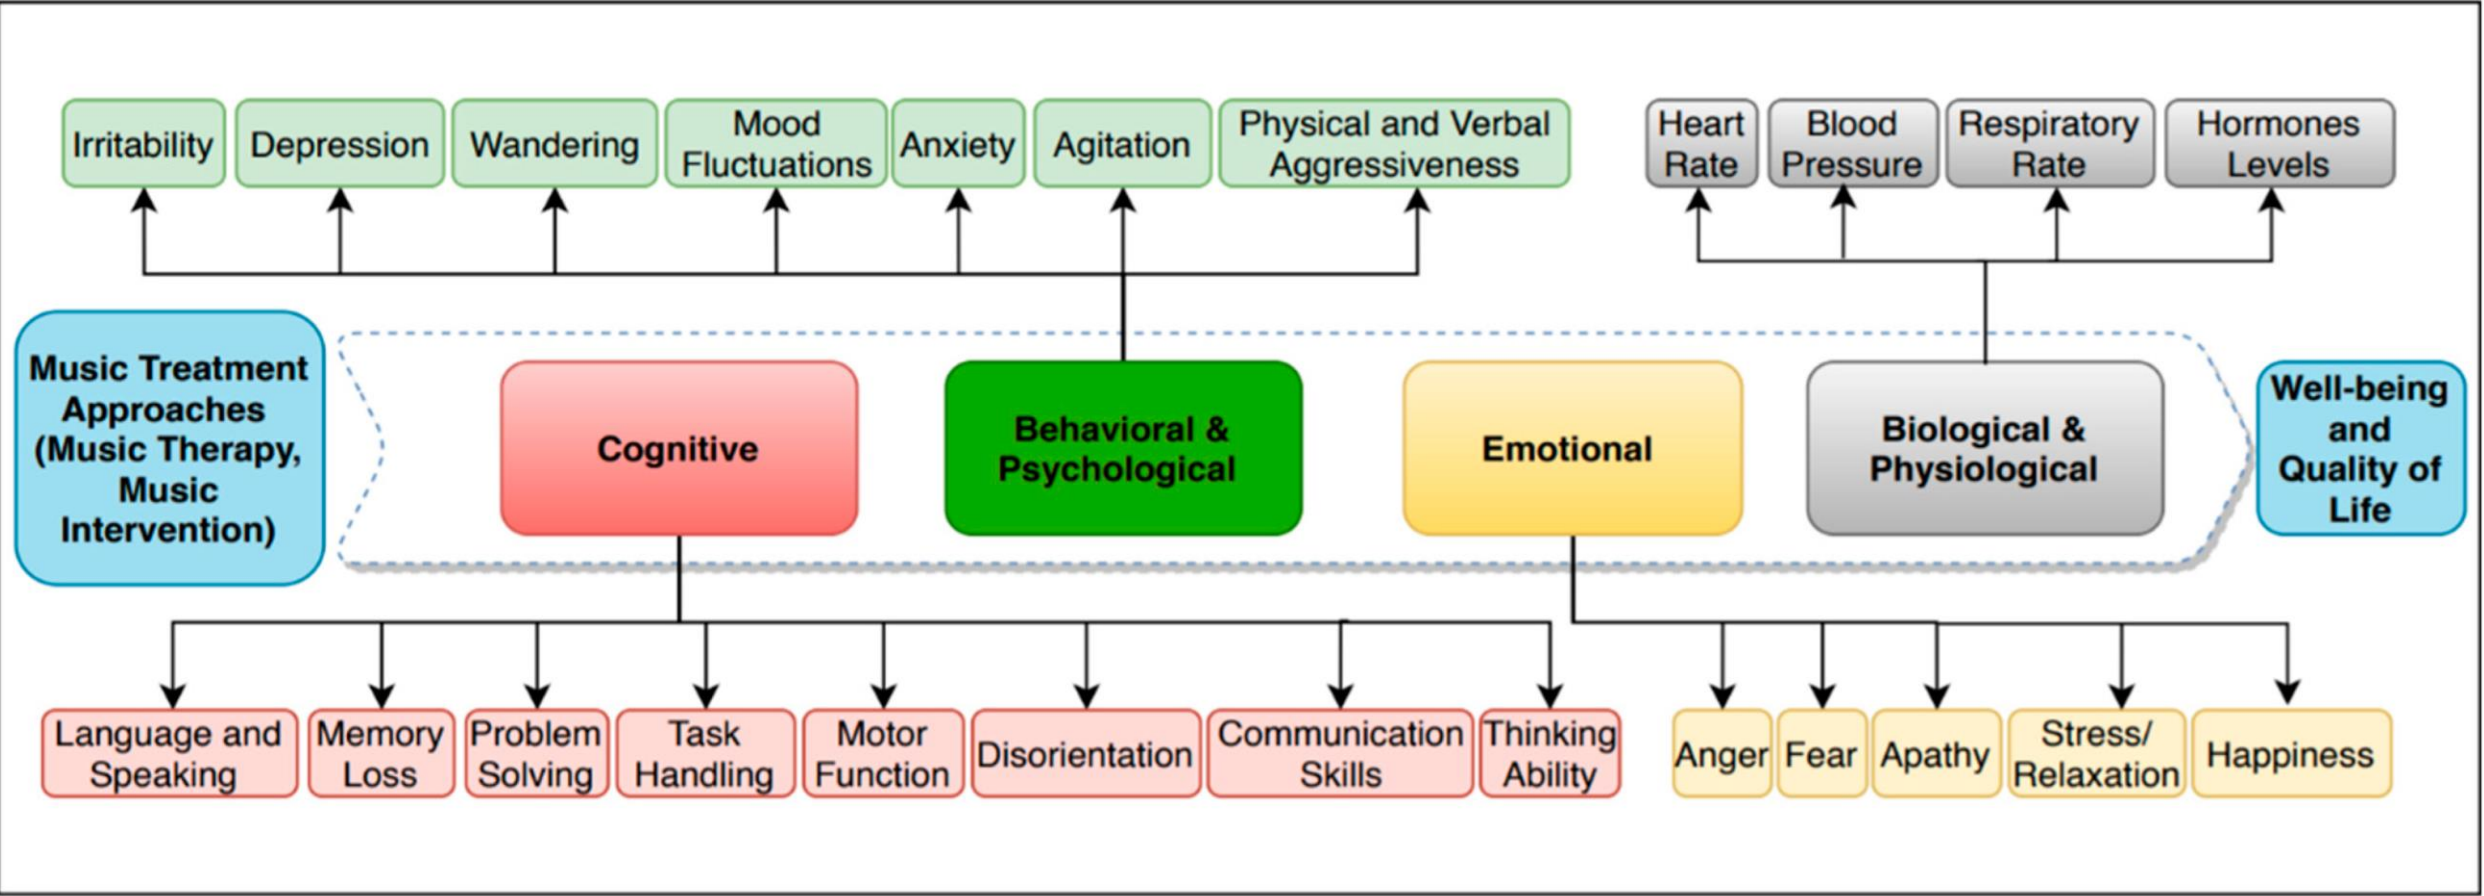 Irritability
Depression
Wandering
Mood
Fluctuations
Anxiety
Agitation
Physical and Verbal
Aggressiveness
Heart
Rate
Blood
Pressure
Respiratory
Rate
Hormones
Levels
Music Treatment
Approaches
(Music Therapy,
Music
Intervention)
Cognitive
Behavioral &
Psychological
Emotional
Biological &
Physiological
Well-being
and
Quality of
Life
Language and
Speaking
Memory
Loss
Problem
Solving
Task
Handling
Motor
Function
Disorientation
Communication
Skills
Thinking
Ability
Anger
Fear
Apathy
Stress/
Relaxation
Happiness